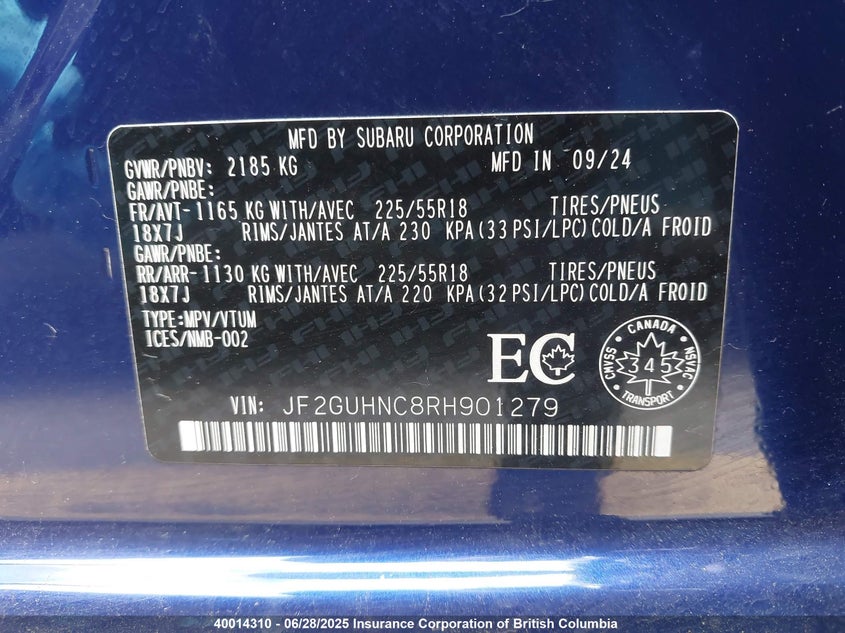 MFD BY SUBARU CORPORATION
GVWR/PNBV: 2185 KG MFD IN 09/24
GAWR/PNBE:
FR/AVT-1165 KG WITH/AVEC 225/55R18 TIRES/PNEUS
18X7J RIMS/JANTES AT/A 230 KPA(33 PSI/LPC)COLD/A FROID
GAWR/PNBE:
RR/ARR-1130 KG WITH/AVEC 225/55R18 TIRES/PNEUS
18X7J RIMS/JANTES AT/A 220 KPA(32 PSI/LPC)COLD/A FROID
TYPE:MPV/VTUM
ICES/NMB-002
EC
CANADA
CMVSS 345 NSVAC
TRANSPORT
VIN: JF2GUHNC8RH901279
40014310 - 06/28/2025 Insurance Corporation of British Columbia